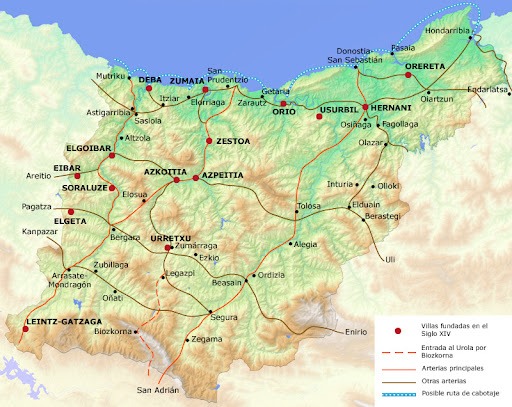 Hondarribia
Pasaia
Donostia-
San Sebastián
San
Prudentzio
Mutriku
DEBA
ZUMAIA
ORERETA
Getaria
Endarlatsa
Itziar
Elorriaga
Zarautz
Oiartzun
Astigarribia
ORIO
USURBIL
HERNANI
Sasiola
Osiñaga
Fagollaga
Altzola
ZESTOA
Olazar
ELGOIBAR
EIBAR
Areitio
AZKOITIA
AZPEITIA
SORALUZE
Inturia
Olloki
Elosua
Pagatza
Tolosa
Elduain
ELGETA
Berastegi
Kanpazar
Bergara
URRETXU
Zumárraga
Alegia
Ezkio
Uli
Arrasate-
Mondragón
Zubillaga
Legazpi
Beasain
Ordizia
Oñati
Segura
LEINTZ-GATZAGA
Biozkorna
Zegama
Enirio
San Adrián
Villas fundadas en el
Siglo XIV
Entrada al Urola por
Biozkorna
Arterias principales
Otras arterias
Posible ruta de cabotaje